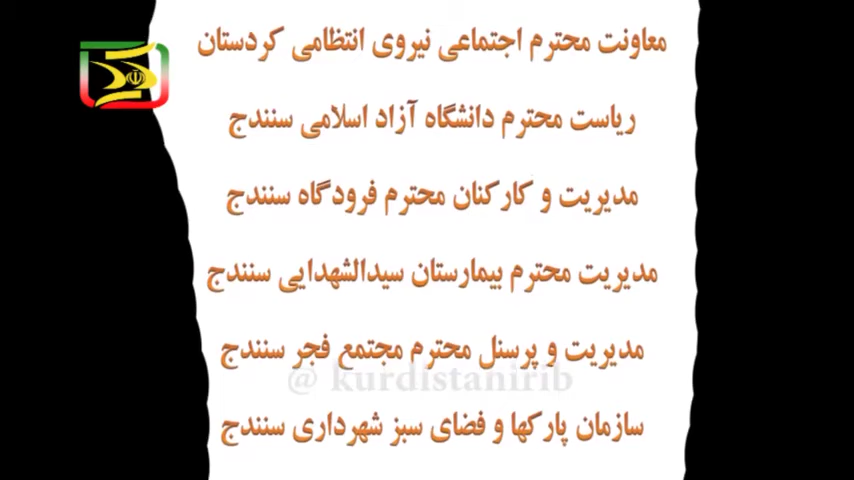 معاونت محترم اجتماعی نیروی انتظامی کردستان
ریاست محترم دانشگاه آزاد اسلامی سنندج
مدیریت و کارکنان محترم فرودگاه سنندج
مدیریت محترم بیمارستان سیدالشهدایی سنندج
مدیریت و پرسنل محترم مجتمع فجر سنندج
@ kurdistanirib
سازمان پارکها و فضای سبز شهرداری سنندج